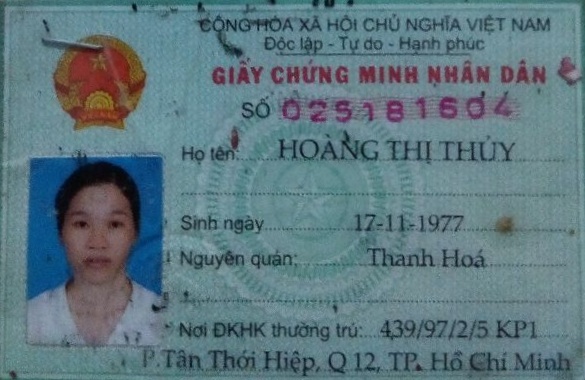 CỘNG HÒA XÃ HỘI CHỦ NGHĨA VIỆT NAM
Độc lập - Tự do - Hạnh phúc
GIẤY CHỨNG MINH NHÂN DÂN
SỐ 025181604
Họ tên: HOÀNG THỊ THỦY
Sinh ngày 17-11-1977
Nguyên quán: Thanh Hoá
Nơi ĐKHK thường trú: 439/97/2/5 KP1
P.Tân Thới Hiệp, Q 12, TP. Hồ Chí Minh